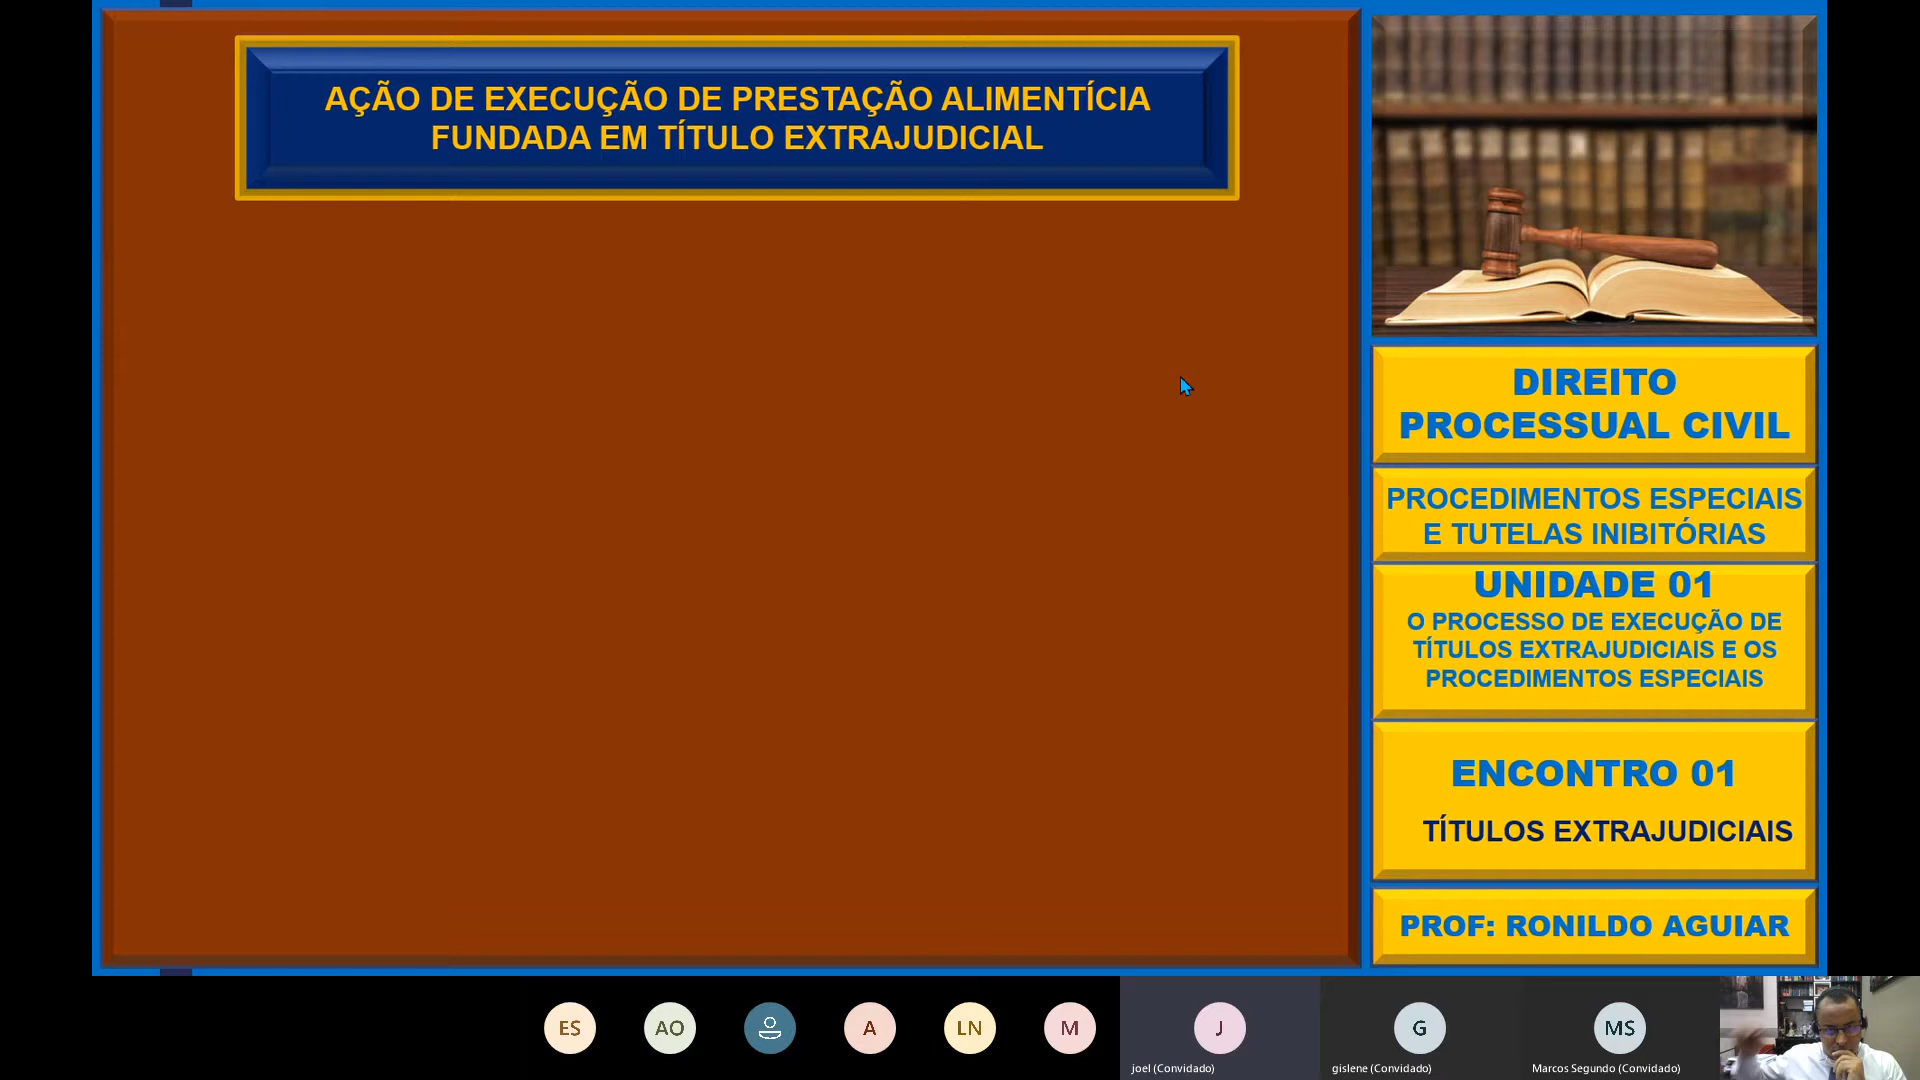 AÇÃO DE EXECUÇÃO DE PRESTAÇÃO ALIMENTÍCIA
FUNDADA EM TÍTULO EXTRAJUDICIAL
DIREITO
PROCESSUAL CIVIL
PROCEDIMENTOS ESPECIAIS
E TUTELAS INIBITÓRIAS
UNIDADE 01
O PROCESSO DE EXECUÇÃO DE
TÍTULOS EXTRAJUDICIAIS E OS
PROCEDIMENTOS ESPECIAIS
ENCONTRO 01
TÍTULOS EXTRAJUDICIAIS
PROF: RONILDO AGUIAR
ES
AO
A
LN
M
J
G
MS
joel (Convidado)
gislene (Convidado)
Marcos Segundo (Convidado)